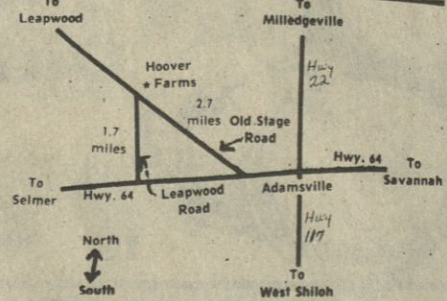 To
Leapwood
To
Milledgeville
Hoover
Farms
Hwy
22
2.7
miles
Old Stage
Road
1.7
miles
Hwy. 64
To
Savannah
To
Selmer
Hwy. 64
Leapwood
Road
Adamsville
Hwy
117
North
South
To
West Shiloh